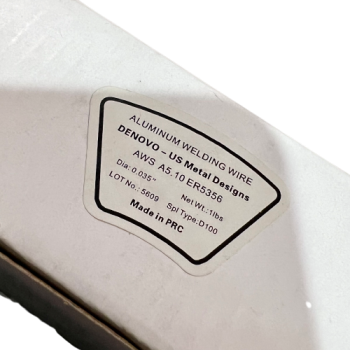 ALUMINUM WELDING WIRE
DENOVO – US Metal Designs
AWS A5.10 ER5356
Dia: 0.035" Net Wt.: 1lbs
LOT No.: 5609 Spl Type: D100
Made in PRC